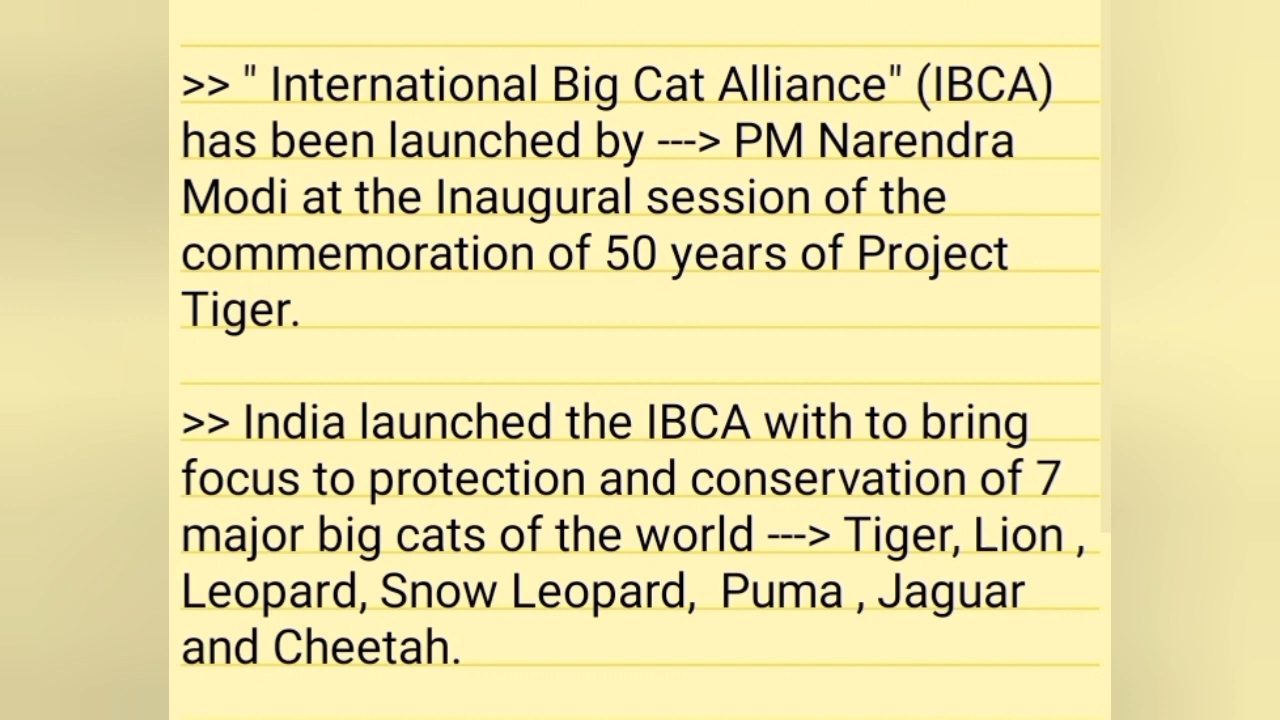 >> " International Big Cat Alliance" (IBCA)
has been launched by ---> PM Narendra
Modi at the Inaugural session of the
commemoration of 50 years of Project
Tiger.
>> India launched the IBCA with to bring
focus to protection and conservation of 7
major big cats of the world ---> Tiger, Lion ,
Leopard, Snow Leopard,  Puma , Jaguar
and Cheetah.